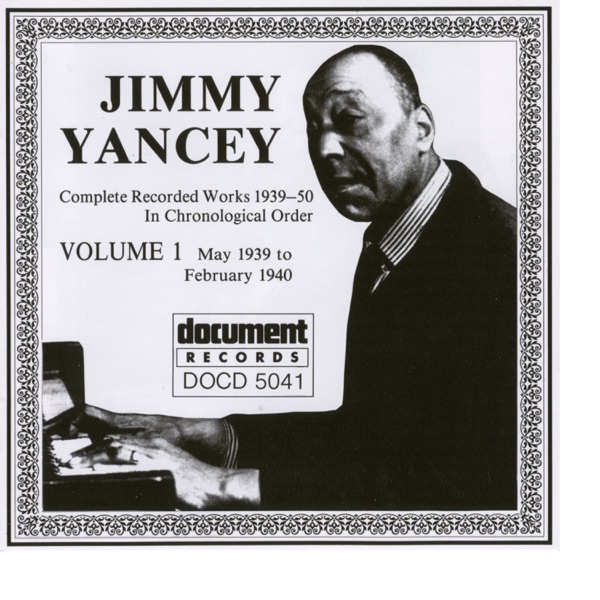 JIMMY
YANCEY
Complete Recorded Works 1939–50
In Chronological Order
VOLUME 1 May 1939 to
February 1940
document
RECORDS
DOCD 5041